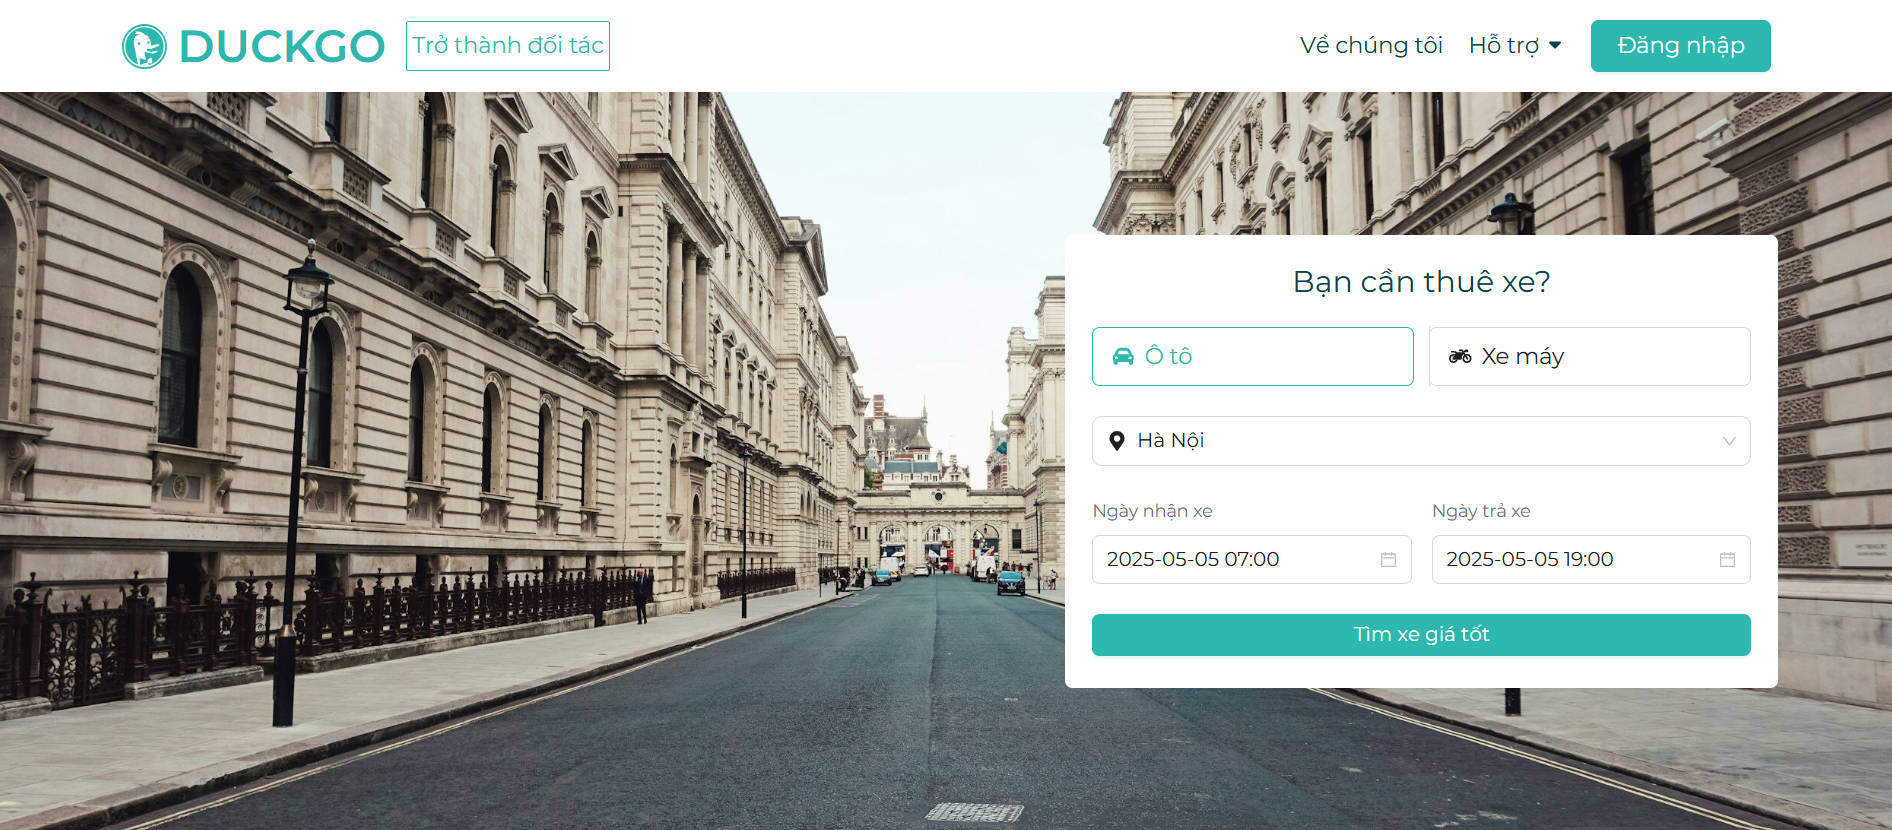 DUCKGO
Trở thành đối tác
Về chúng tôi
Hỗ trợ
Đăng nhập
Bạn cần thuê xe?
Ô tô
Xe máy
Hà Nội
Ngày nhận xe
Ngày trả xe
2025-05-05 07:00
2025-05-05 19:00
Tìm xe giá tốt